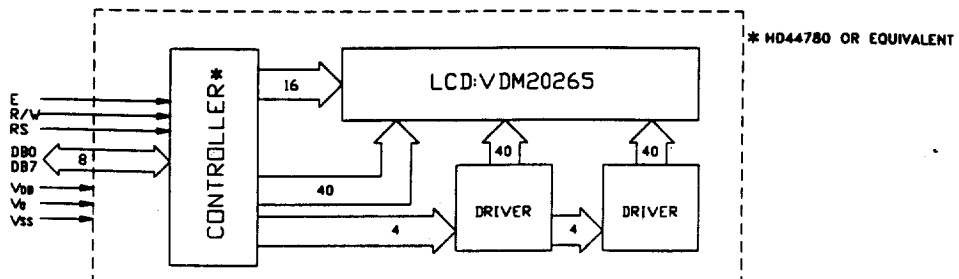 * HD44780 OR EQUIVALENT
LCD:VDM20265
CONTROLLER*
16
E
R/W
RS
DB0
DB7
8
40
40
40
VDB
V0
VSS
DRIVER
DRIVER
4
4